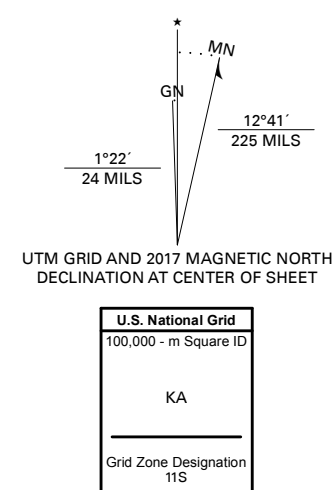 ★
MN
GN
12°41´
225 MILS
1°22´
24 MILS
UTM GRID AND 2017 MAGNETIC NORTH
DECLINATION AT CENTER OF SHEET
U.S. National Grid
100,000 - m Square ID
KA
Grid Zone Designation
11S